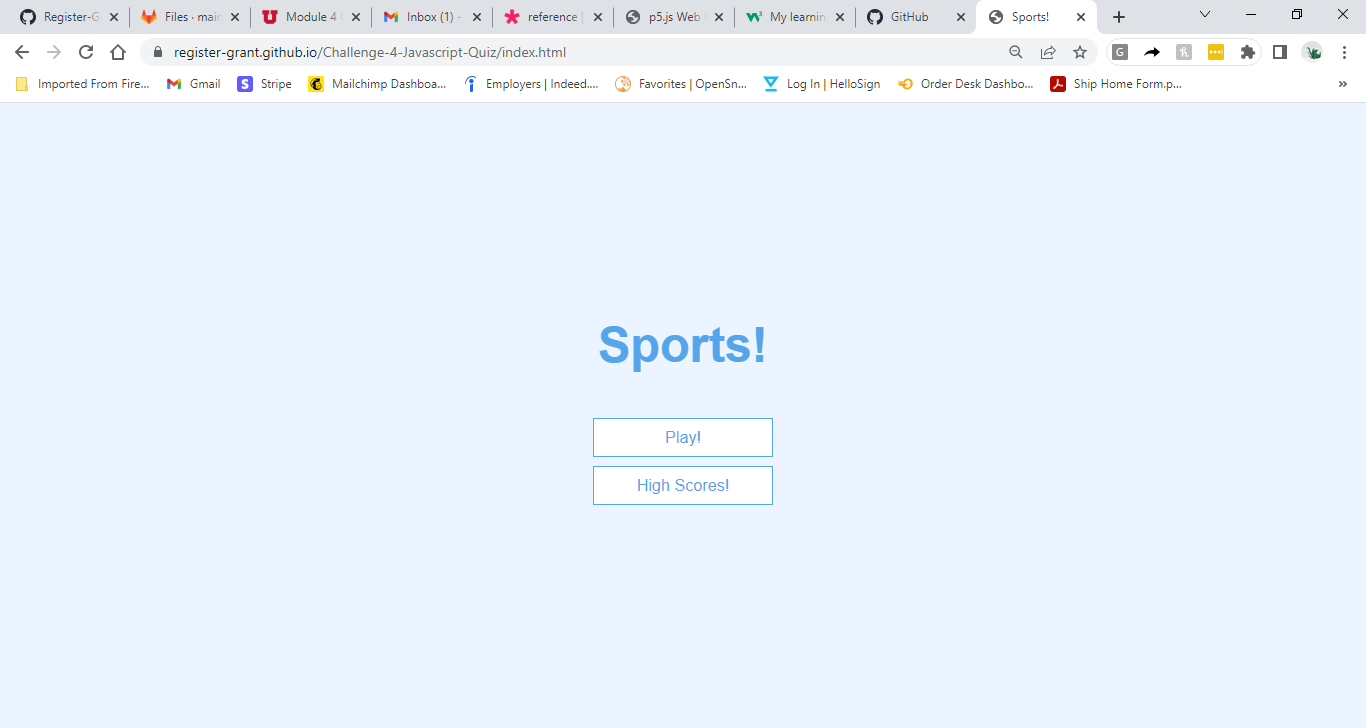 Register-G Files · main Module 4 Inbox (1) - reference | p5.js Web My learnin GitHub Sports!
register-grant.github.io/Challenge-4-Javascript-Quiz/index.html
Imported From Fire... Gmail Stripe Mailchimp Dashboa... Employers | Indeed.... Favorites | OpenSn... Log In | HelloSign Order Desk Dashbo... Ship Home Form.p... »
Sports!
Play!
High Scores!